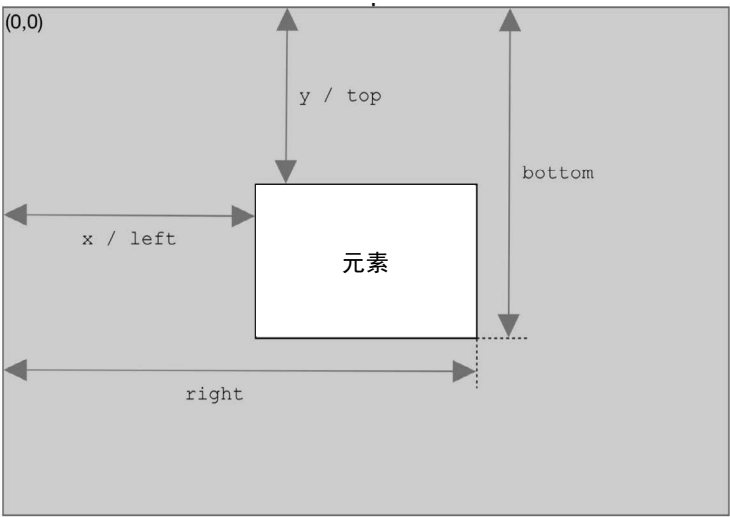 (0,0)
y / top
bottom
x / left
元素
right